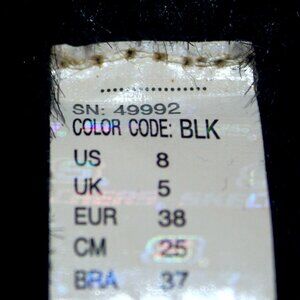 SN: 49992
COLOR CODE: BLK
US 8
UK 5
EUR 38
CM 25
BRA 37